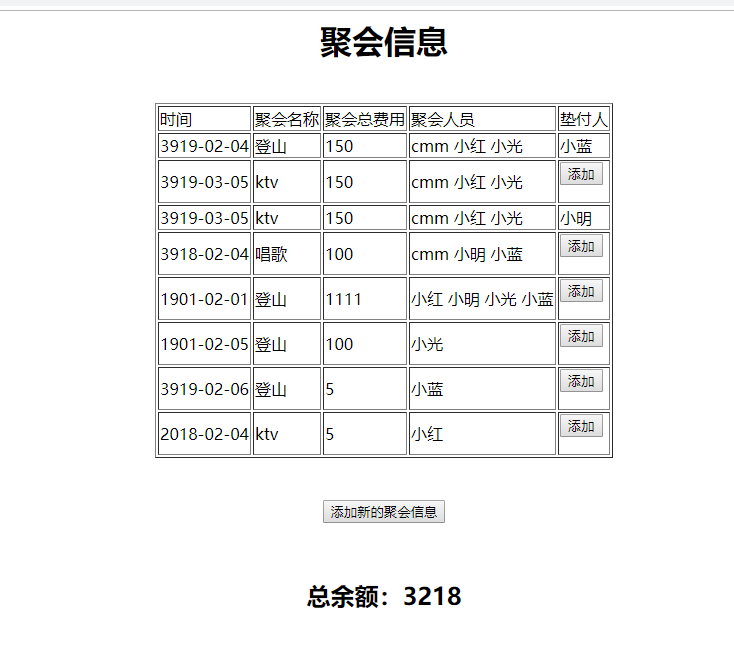 聚会信息
时间 聚会名称 聚会总费用 聚会人员 垫付人
3919-02-04 登山 150 cmm 小红 小光 小蓝
3919-03-05 ktv 150 cmm 小红 小光 添加
3919-03-05 ktv 150 cmm 小红 小光 小明
3918-02-04 唱歌 100 cmm 小明 小蓝 添加
1901-02-01 登山 1111 小红 小明 小光 小蓝 添加
1901-02-05 登山 100 小光 添加
3919-02-06 登山 5 小蓝 添加
2018-02-04 ktv 5 小红 添加
添加新的聚会信息
总余额：3218